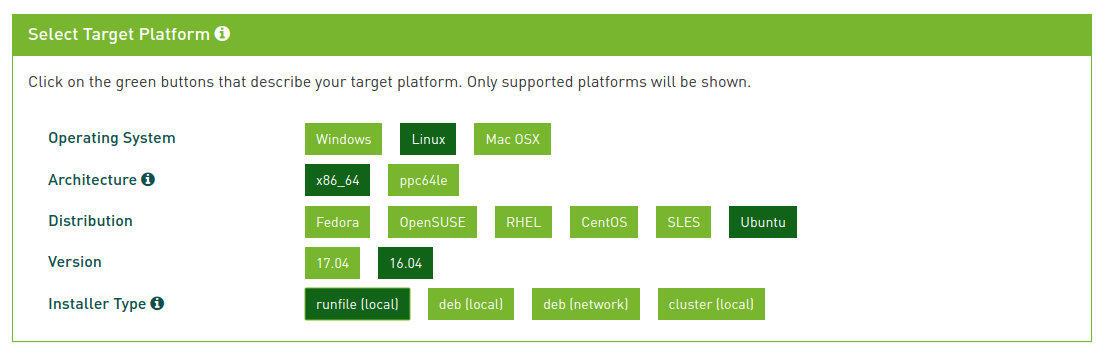 Select Target Platform
Click on the green buttons that describe your target platform. Only supported platforms will be shown.
Operating System Windows Linux Mac OSX
Architecture x86_64 ppc64le
Distribution Fedora OpenSUSE RHEL CentOS SLES Ubuntu
Version 17.04 16.04
Installer Type runfile (local) deb (local) deb (network) cluster (local)